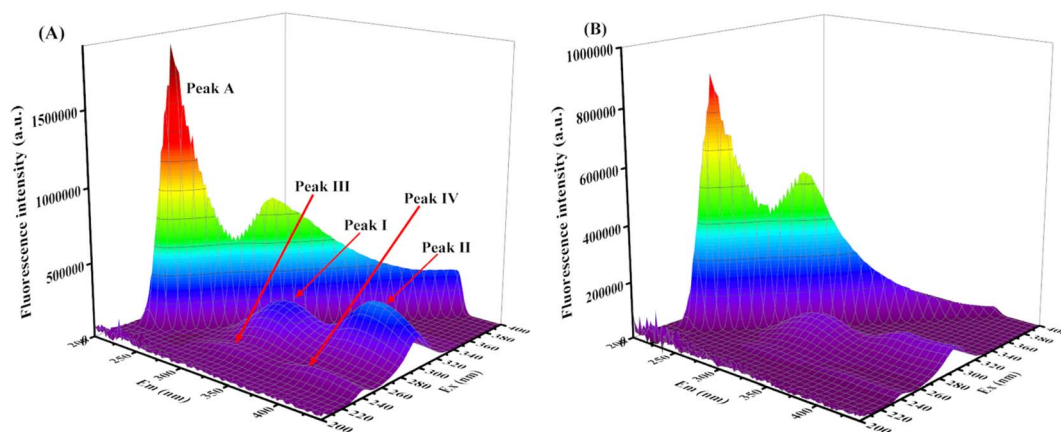 (A)
Peak A
Peak III
Peak IV
Peak I
Peak II
Fluorescence intensity (a.u.)
1500000
1000000
500000
250
300
350
400
Em (nm)
200
220
240
260
280
300
320
340
360
380
400
Ex (nm)
(B)
Fluorescence intensity (a.u.)
1000000
800000
600000
400000
200000
250
300
350
400
Em (nm)
200
220
240
260
280
300
320
340
360
380
Ex (nm)